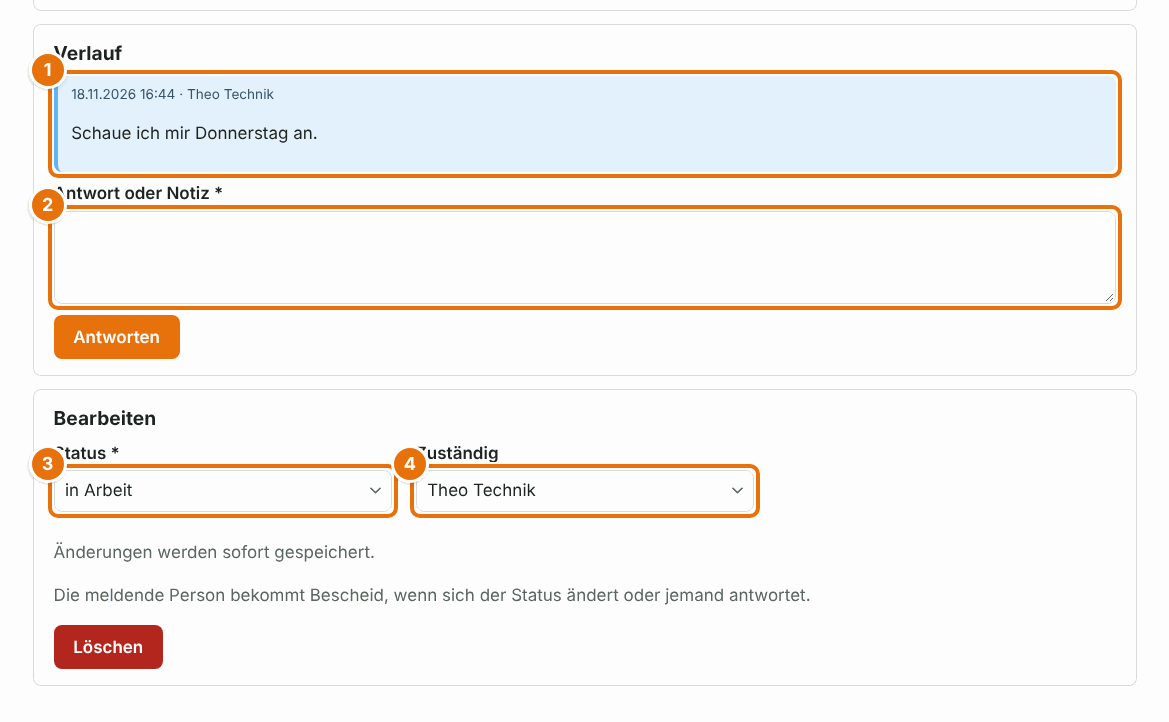 Verlauf
1
18.11.2026 16:44 · Theo Technik
Schaue ich mir Donnerstag an.
Antwort oder Notiz *
2
Antworten
Bearbeiten
Status *
Zuständig
3
4
in Arbeit
Theo Technik
Änderungen werden sofort gespeichert.
Die meldende Person bekommt Bescheid, wenn sich der Status ändert oder jemand antwortet.
Löschen